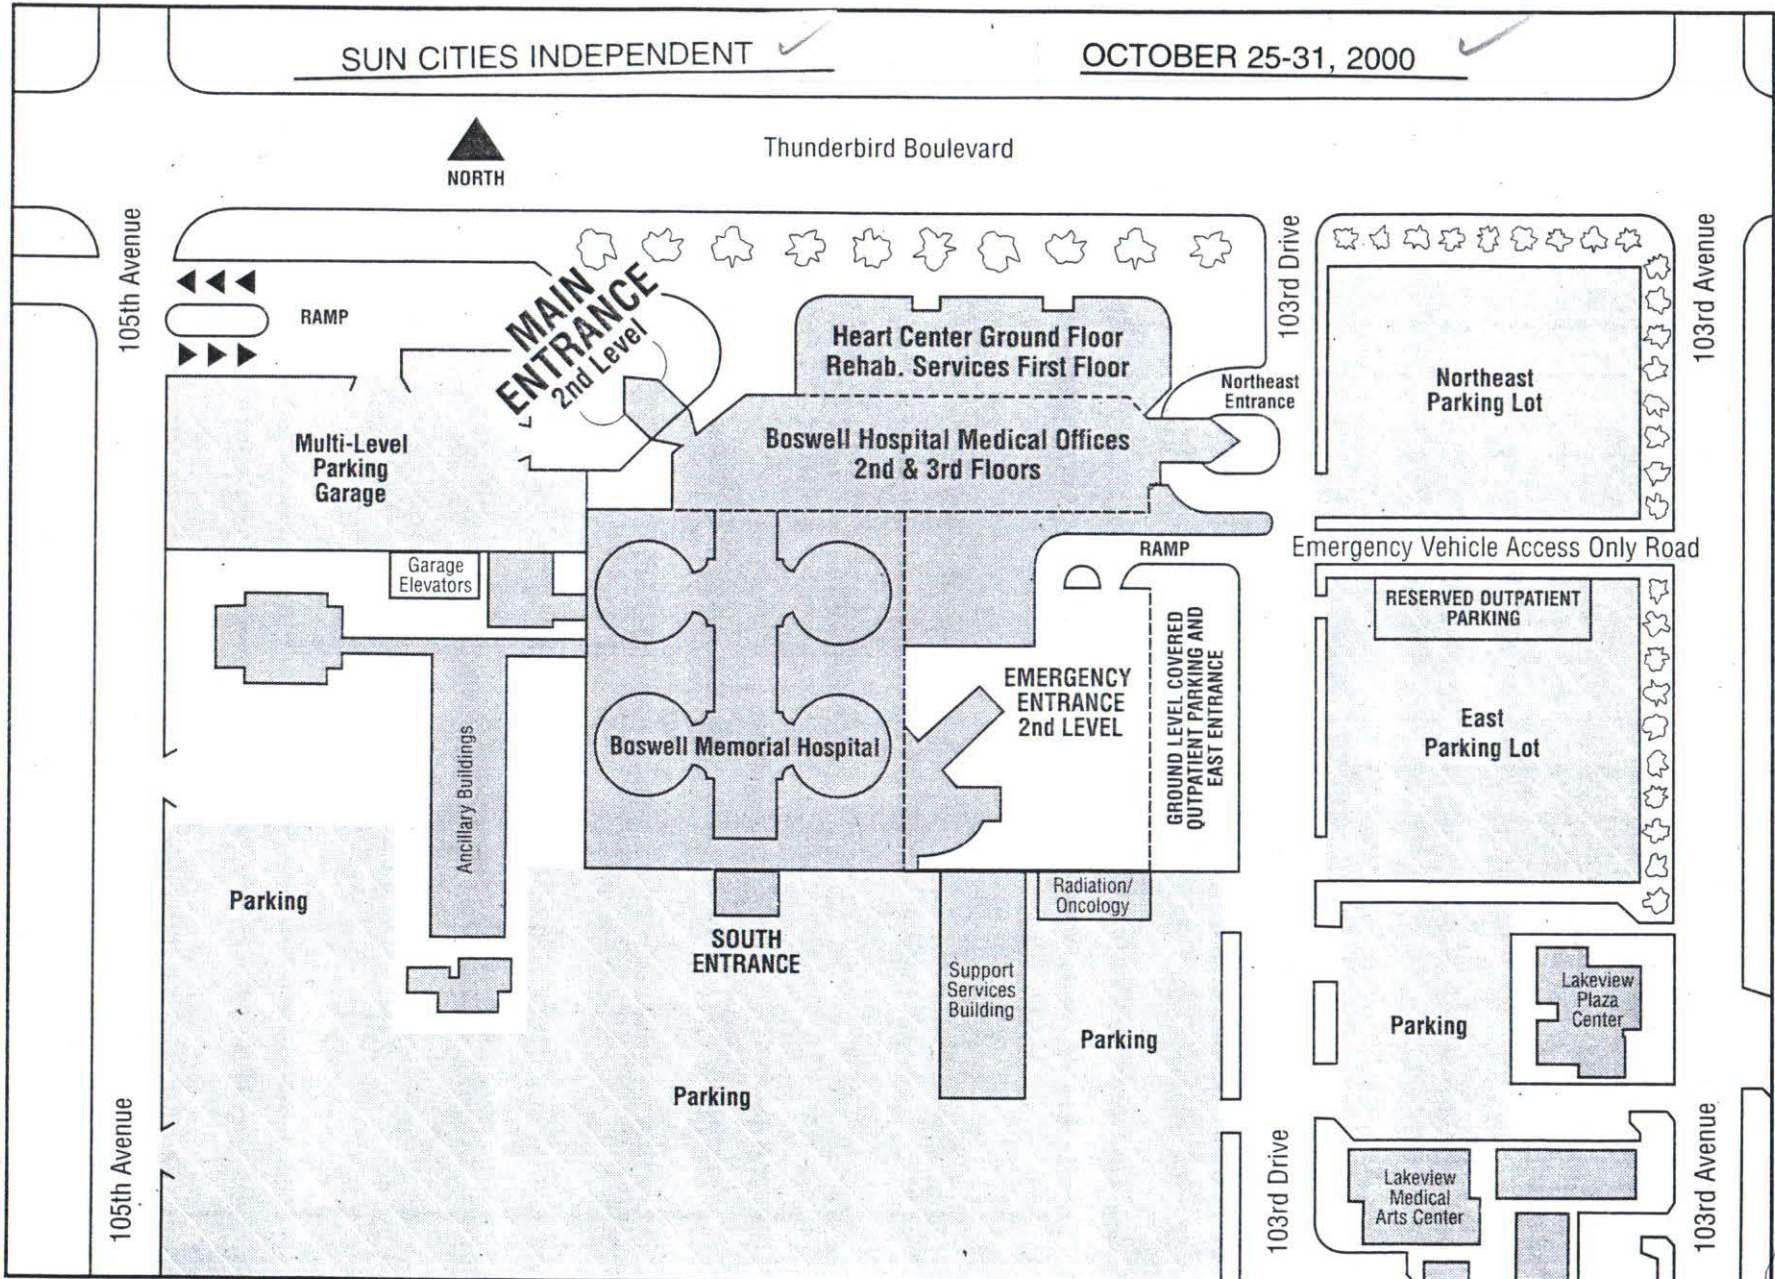 SUN CITIES INDEPENDENT
OCTOBER 25-31, 2000
Thunderbird Boulevard
NORTH
105th Avenue
103rd Drive
103rd Avenue
RAMP
MAIN
ENTRANCE
2nd Level
Heart Center Ground Floor
Rehab. Services First Floor
Northeast
Entrance
Northeast
Parking Lot
Multi-Level
Parking
Garage
Boswell Hospital Medical Offices
2nd & 3rd Floors
RAMP
Emergency Vehicle Access Only Road
Garage
Elevators
RESERVED OUTPATIENT
PARKING
GROUND LEVEL COVERED
OUTPATIENT PARKING AND
EAST ENTRANCE
EMERGENCY
ENTRANCE
2nd LEVEL
East
Parking Lot
Boswell Memorial Hospital
Ancillary Buildings
Parking
Radiation/
Oncology
SOUTH
ENTRANCE
Support
Services
Building
Parking
Parking
Parking
Lakeview
Plaza
Center
105th Avenue
103rd Drive
Lakeview
Medical
Arts Center
103rd Avenue